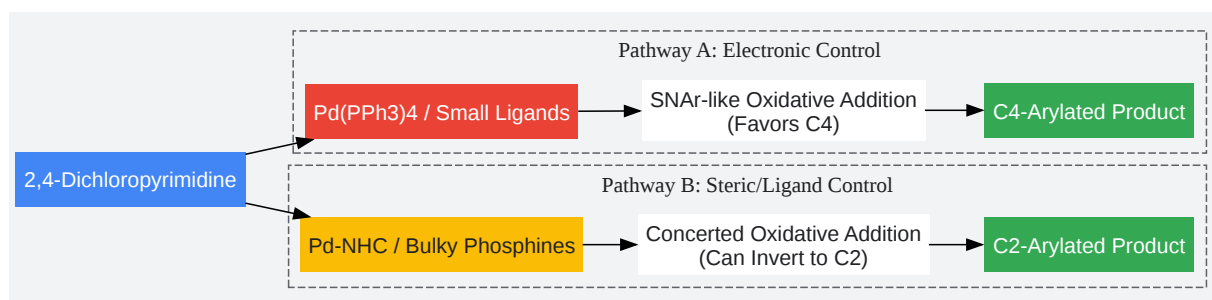 Pathway A: Electronic Control
Pd(PPh3)4 / Small Ligands
SNAr-like Oxidative Addition
(Favors C4)
C4-Arylated Product
2,4-Dichloropyrimidine
Pathway B: Steric/Ligand Control
Pd-NHC / Bulky Phosphines
Concerted Oxidative Addition
(Can Invert to C2)
C2-Arylated Product